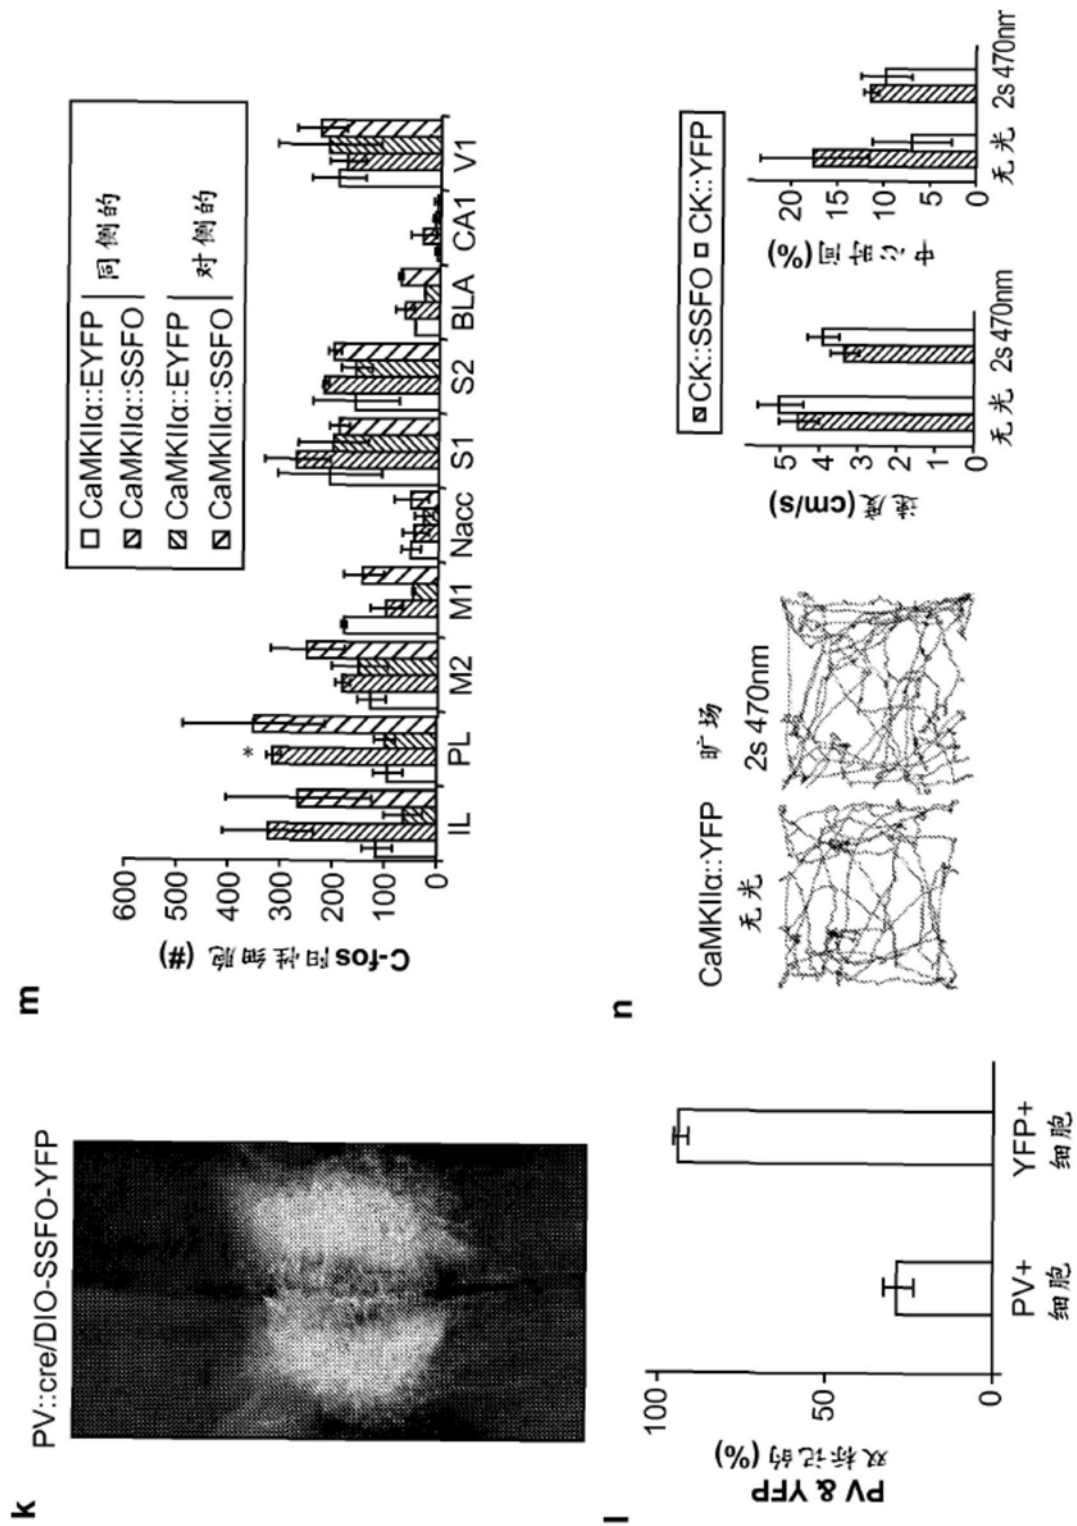 k
PV::cre/DIO-SSFO-YFP
l
PV & YFP
双标记的 (%)
100
50
0
PV+
细胞
YFP+
细胞
m
C-fos阳性细胞 (#)
600
500
400
300
200
100
0
IL
PL
M2
M1
Nacc
S1
S2
BLA
CA1
V1
*
CaMKIIα::EYFP
CaMKIIα::SSFO
同侧的
CaMKIIα::EYFP
CaMKIIα::SSFO
对侧的
n
CaMKIIα::YFP
旷场
无光
2s 470nm
CK::SSFO
CK::YFP
速度 (cm/s)
5
4
3
2
1
0
无光
2s 470nm
中心时间 (%)
20
15
10
5
0
无光
2s 470nm